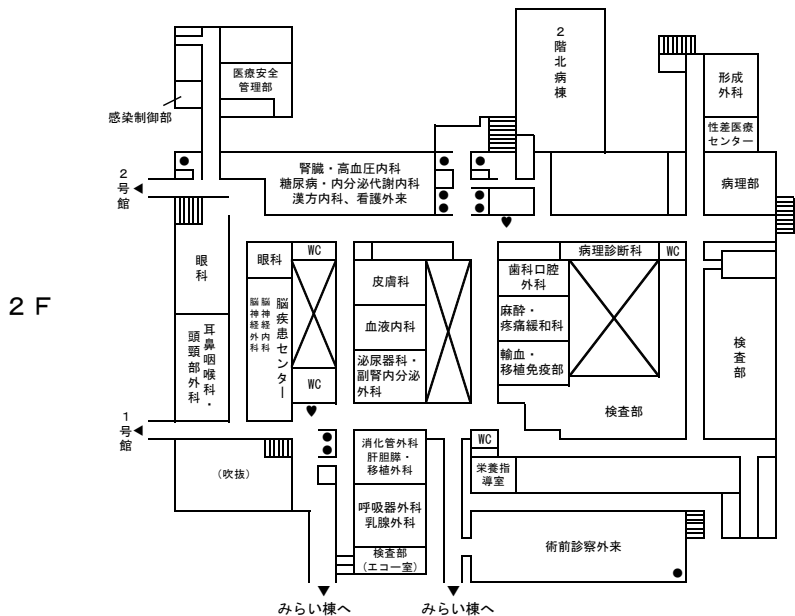 2階北病棟
形成
外科
医療安全
管理部
感染制御部
性差医療
センター
2号館
腎臓・高血圧内科
糖尿病・内分泌代謝内科
漢方内科、看護外来
病理部
2F
眼科
眼科
WC
皮膚科
歯科口腔
外科
病理診断科
WC
脳疾患センター
脳神経内科
脳神経外科
血液内科
麻酔・
疼痛緩和科
耳鼻咽喉科・
頭頸部外科
WC
泌尿器科・
副腎内分泌
外科
輸血・
移植免疫部
検査部
検査部
1号館
(吹抜)
消化管外科
肝胆膵・
移植外科
WC
栄養指
導室
呼吸器外科
乳腺外科
検査部
(エコー室)
術前診察外来
みらい棟へ
みらい棟へ